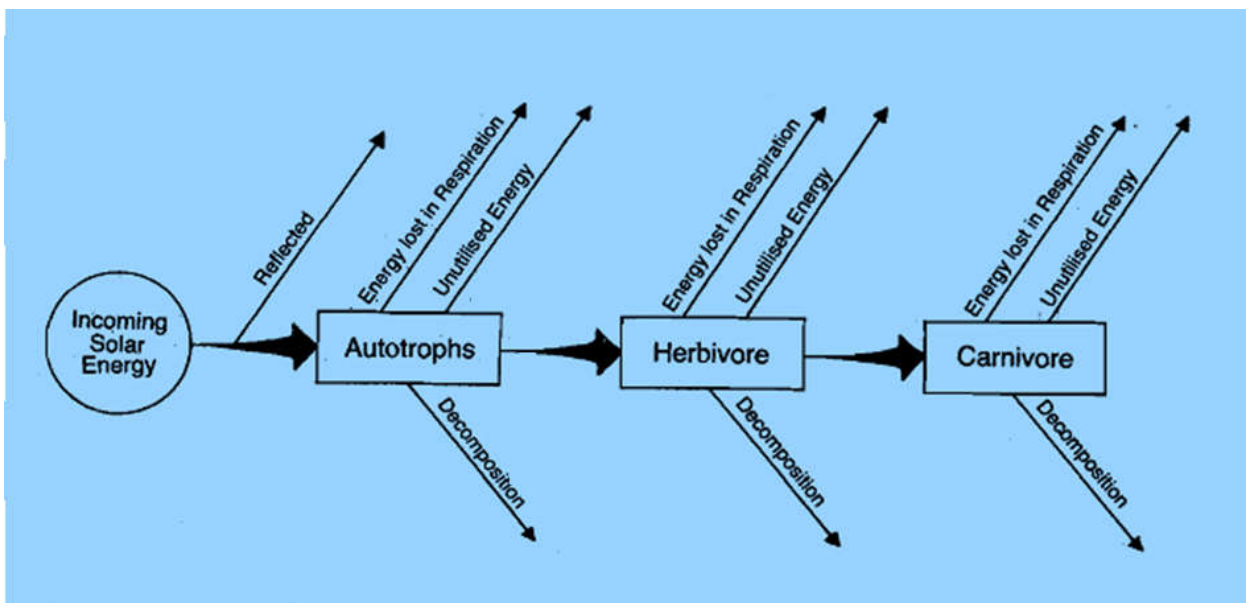 Incoming
Solar
Energy
Reflected
Autotrophs
Energy lost in Respiration
Unutilised Energy
Decomposition
Herbivore
Energy lost in Respiration
Unutilised Energy
Decomposition
Carnivore
Energy lost in Respiration
Unutilised Energy
Decomposition